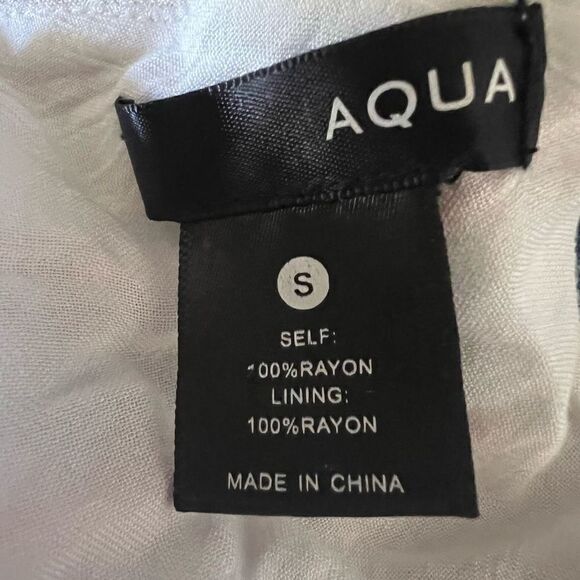 AQUA
S
SELF:
100%RAYON
LINING:
100%RAYON
MADE IN CHINA